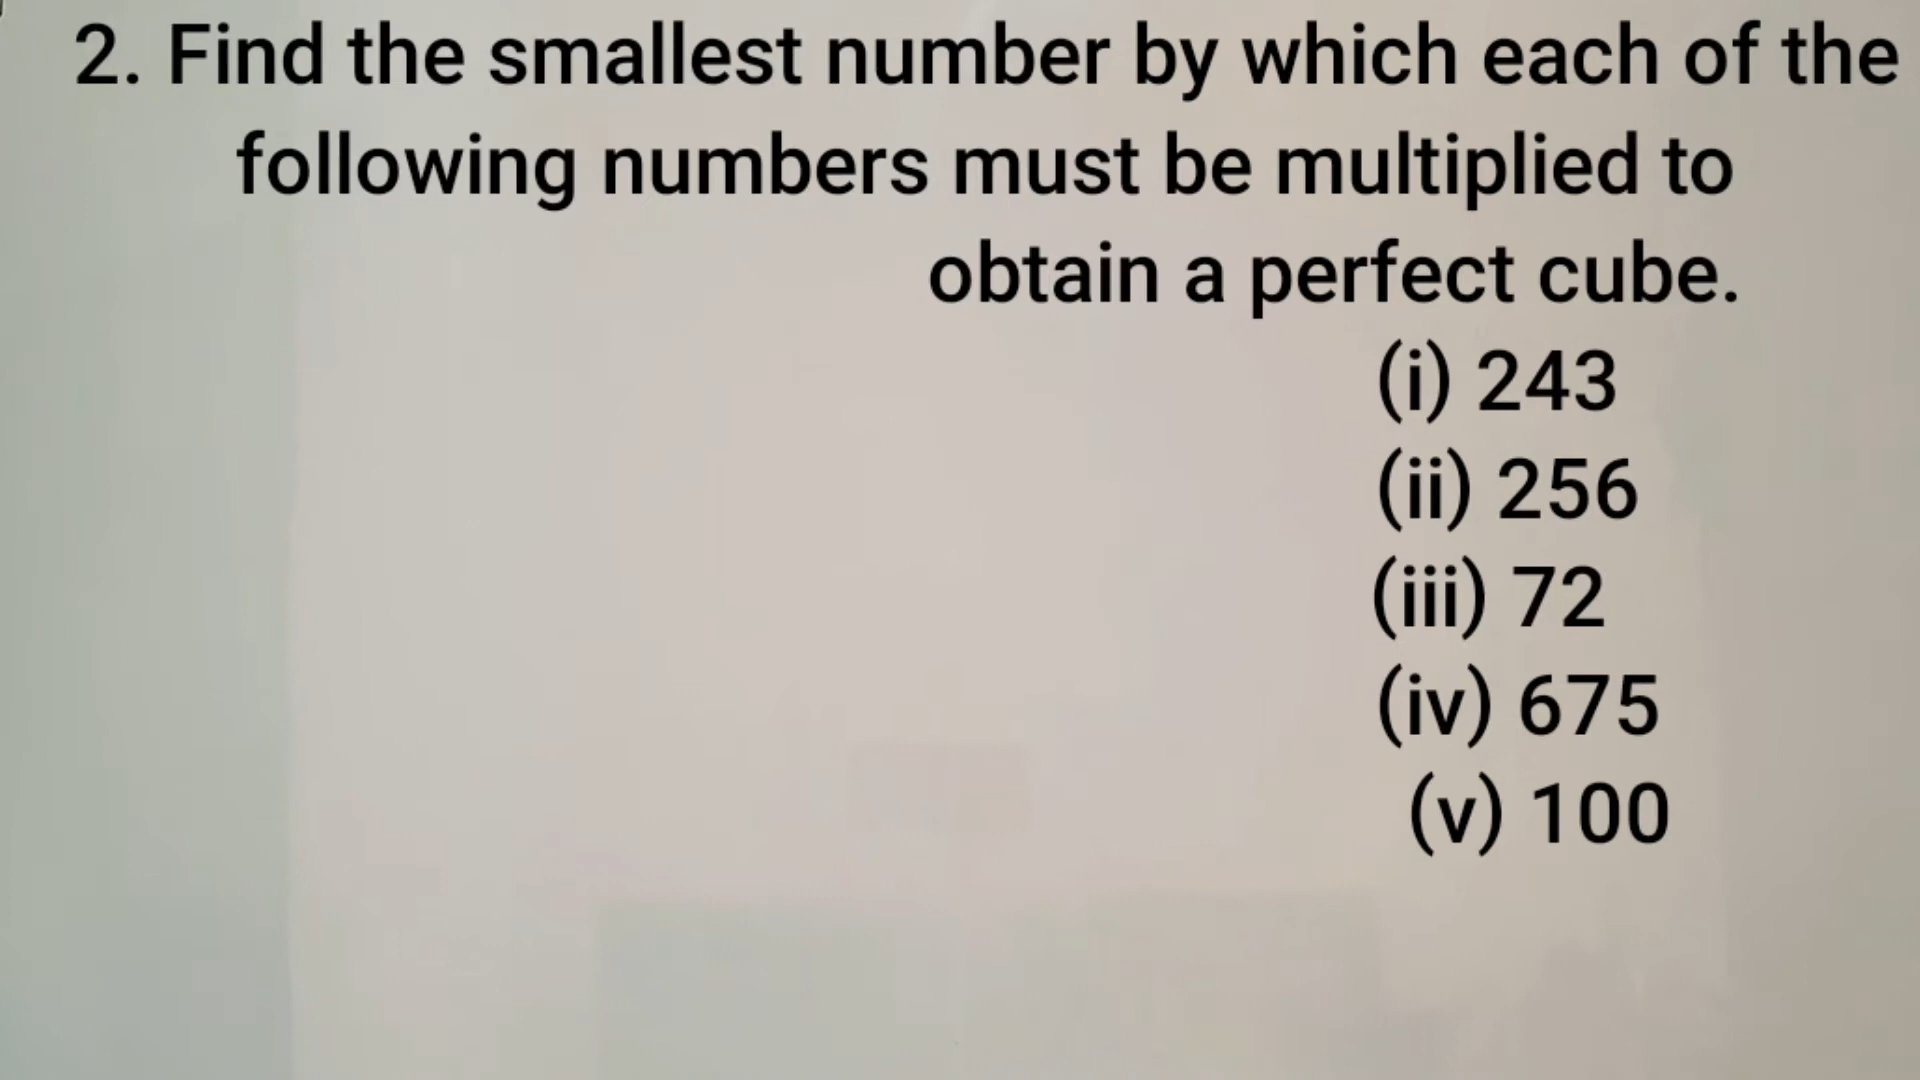 2. Find the smallest number by which each of the
following numbers must be multiplied to
obtain a perfect cube.
(i) 243
(ii) 256
(iii) 72
(iv) 675
(v) 100